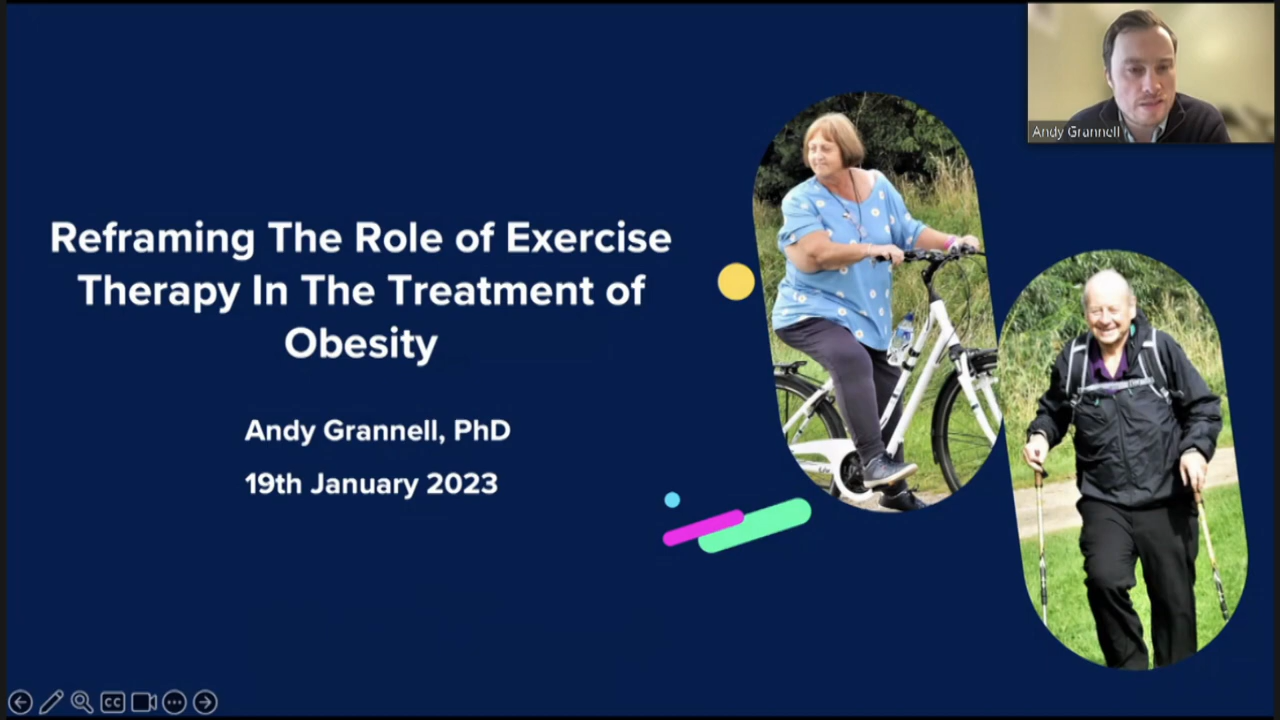 Andy Grannell
Reframing The Role of Exercise
Therapy In The Treatment of
Obesity
Andy Grannell, PhD
19th January 2023
CC